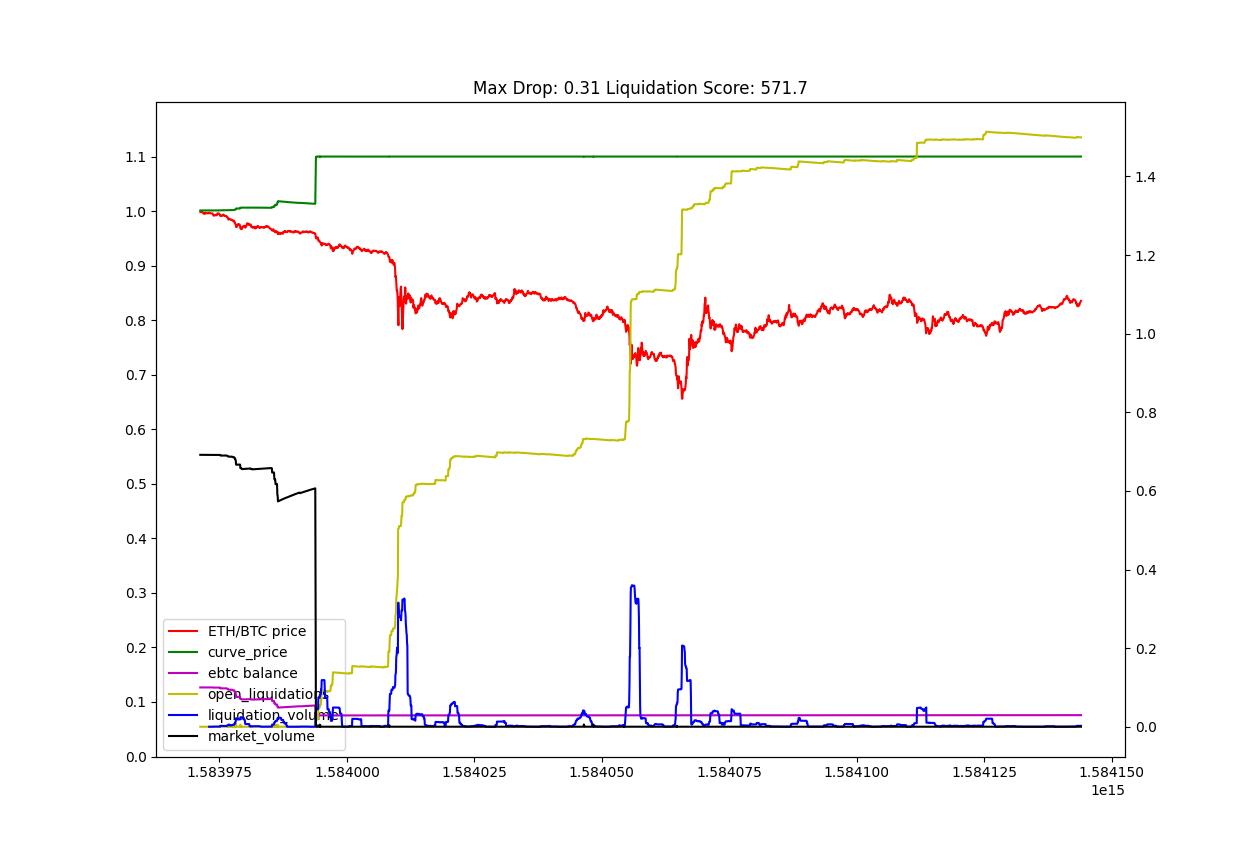 Max Drop: 0.31 Liquidation Score: 571.7
1.1
1.0
0.9
0.8
0.7
0.6
0.5
0.4
0.3
0.2
0.1
0.0
1.4
1.2
1.0
0.8
0.6
0.4
0.2
0.0
ETH/BTC price
curve_price
ebtc balance
open_liquidations
liquidation_volume
market_volume
1.583975 1.584000 1.584025 1.584050 1.584075 1.584100 1.584125 1.584150
1e15